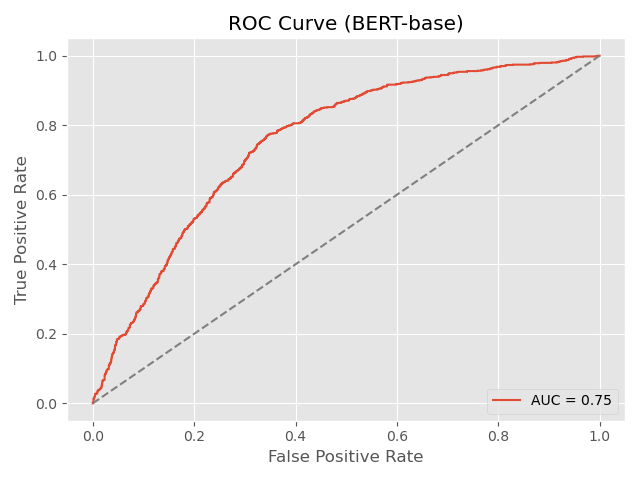 ROC Curve (BERT-base)
True Positive Rate
1.0
0.8
0.6
0.4
0.2
0.0
AUC = 0.75
0.0 0.2 0.4 0.6 0.8 1.0
False Positive Rate